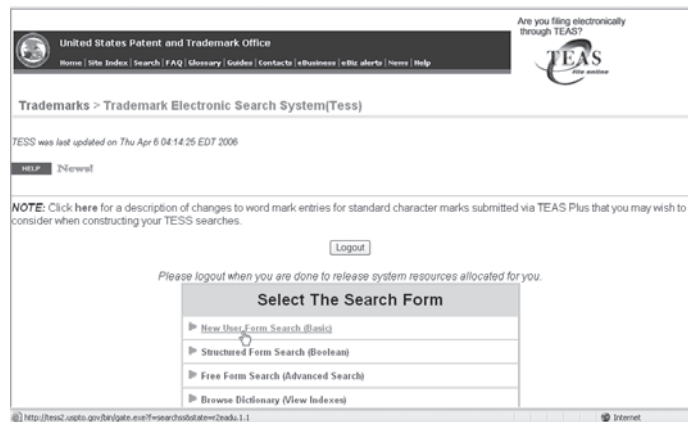 Are you filing electronically
through TEAS?
United States Patent and Trademark Office
Home | Site Index | Search | FAQ | Glossary | Guides | Contacts | eBusiness | eBiz alerts | News | Help
TEAS
file online
Trademarks > Trademark Electronic Search System(Tess)
TESS was last updated on Thu Apr 6 04:14:25 EDT 2006
HELP News!
NOTE: Click here for a description of changes to word mark entries for standard character marks submitted via TEAS Plus that you may wish to
consider when constructing your TESS searches.
Logout
Please logout when you are done to release system resources allocated for you.
Select The Search Form
New User Form Search (Basic)
Structured Form Search (Boolean)
Free Form Search (Advanced Search)
Browse Dictionary (View Indexes)
http://tess2.uspto.gov/bin/gate.exe?f=searchss&state=r2eadu.1.1 Internet